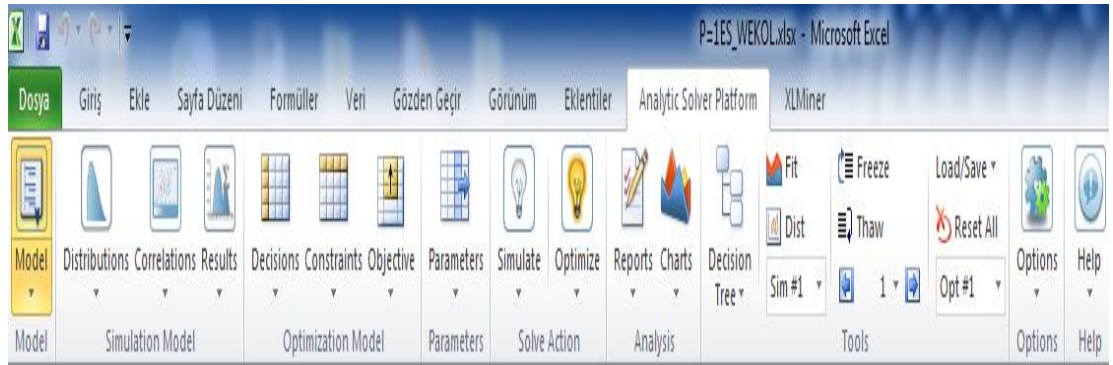 P=1ES_WEKOL.xlsx - Microsoft Excel
Dosya Giriş Ekle Sayfa Düzeni Formüller Veri Gözden Geçir Görünüm Eklentiler Analytic Solver Platform XLMiner
Fit Freeze Load/Save
Dist Thaw Reset All
Model Distributions Correlations Results Decisions Constraints Objective Parameters Simulate Optimize Reports Charts Decision Tree Sim #1 1 Opt #1 Options Help
Model Simulation Model Optimization Model Parameters Solve Action Analysis Tools Options Help